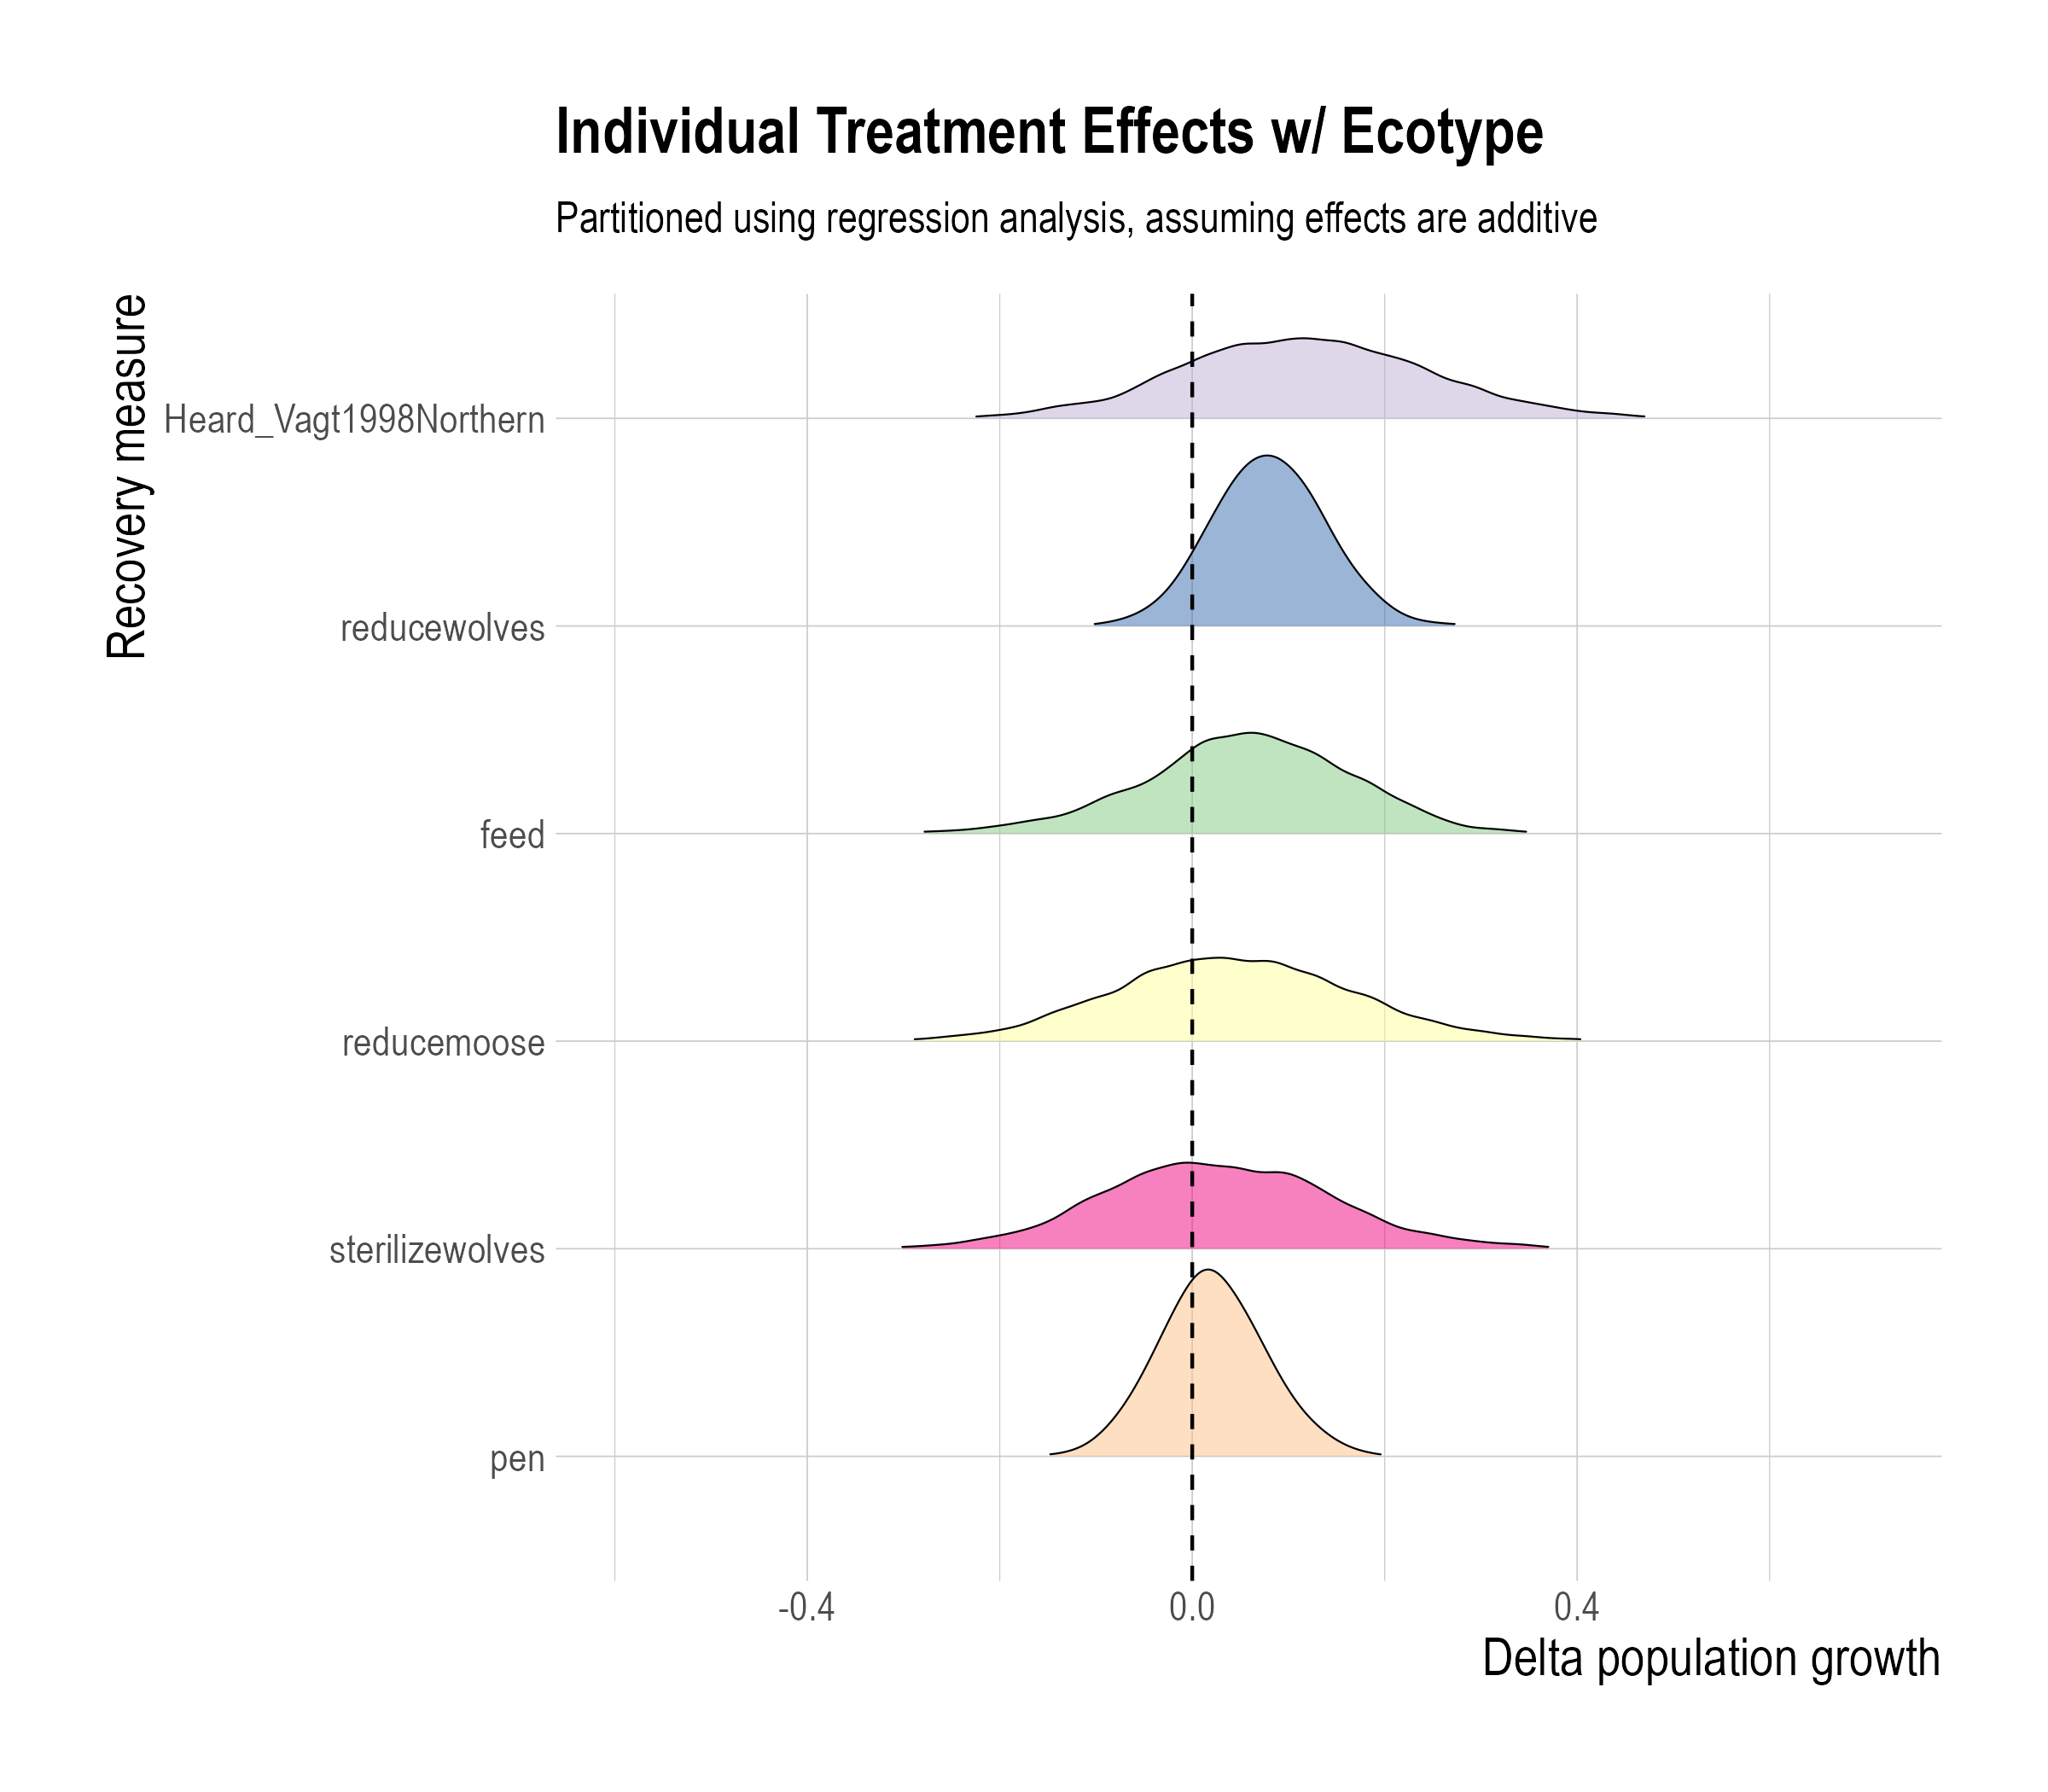 Individual Treatment Effects w/ Ecotype
Partitioned using regression analysis, assuming effects are additive
Recovery measure
Heard_Vagt1998Northern
reducewolves
feed
reducemoose
sterilizewolves
pen
-0.4 0.0 0.4
Delta population growth